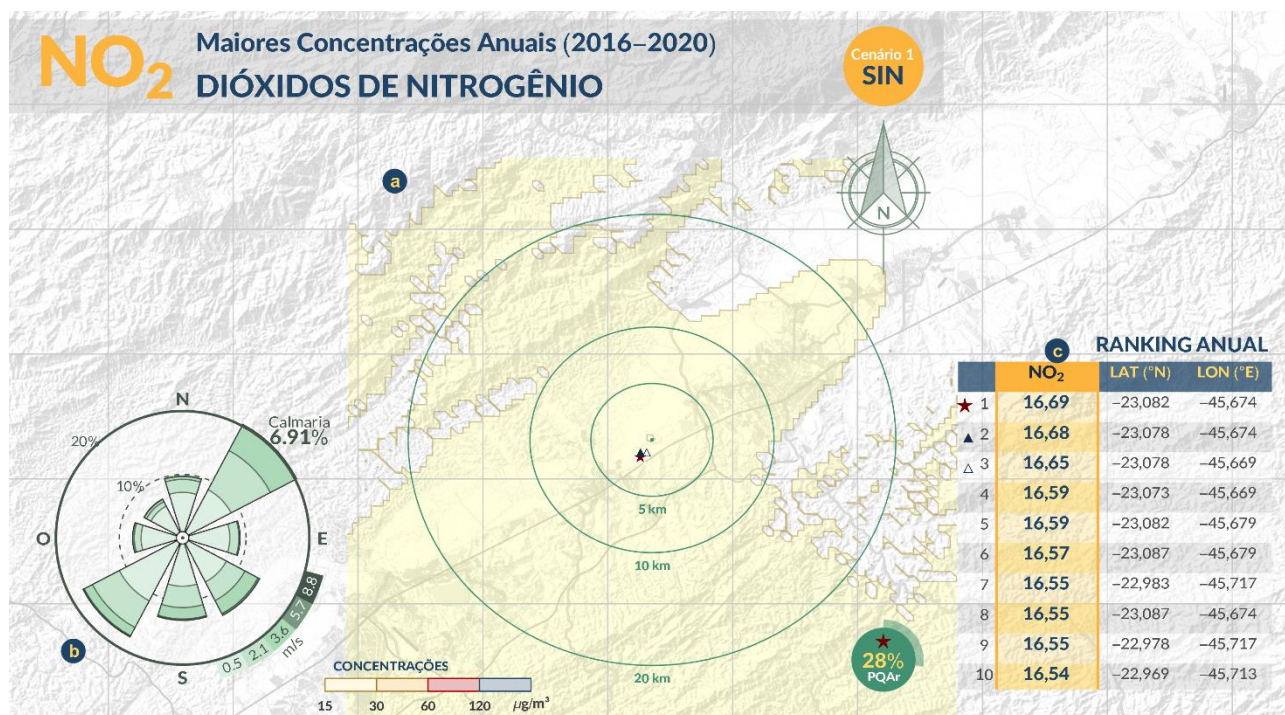 NO₂
Maiores Concentrações Anuais (2016–2020)
DIÓXIDOS DE NITROGÊNIO
Cenário 1
SIN
a
N
5 km
10 km
20 km
N
Calmaria
6.91%
20%
10%
O
E
S
0.5 2.1 3.6 5.7 8.8
m/s
b
CONCENTRAÇÕES
15 30 60 120 µg/m³
28%
PQAr
c
RANKING ANUAL
NO₂ LAT (°N) LON (°E)
1 16,69 –23,082 –45,674
2 16,68 –23,078 –45,674
3 16,65 –23,078 –45,669
4 16,59 –23,073 –45,669
5 16,59 –23,082 –45,679
6 16,57 –23,087 –45,679
7 16,55 –22,983 –45,717
8 16,55 –23,087 –45,674
9 16,55 –22,978 –45,717
10 16,54 –22,969 –45,713